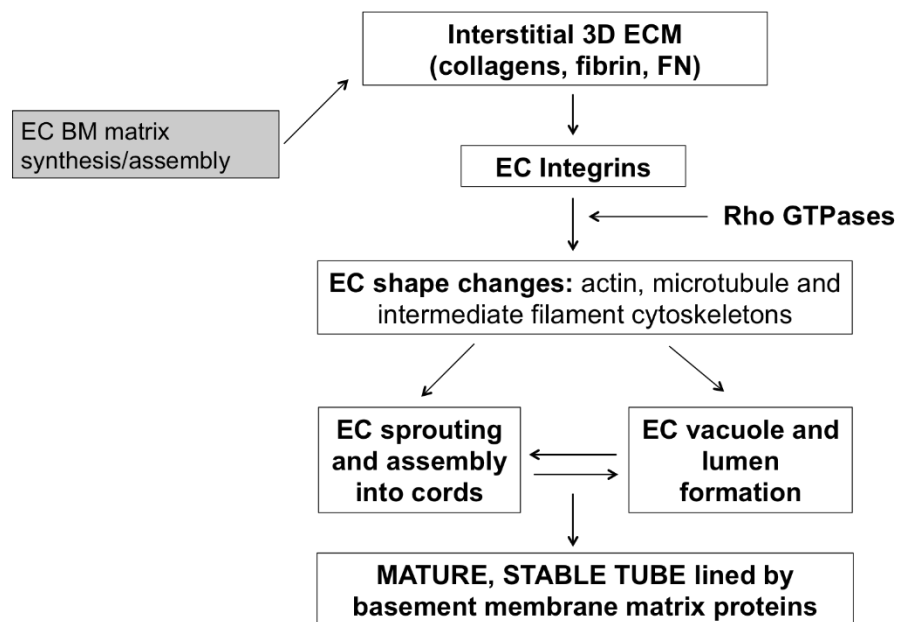 Interstitial 3D ECM
(collagens, fibrin, FN)
EC BM matrix
synthesis/assembly
EC Integrins
Rho GTPases
EC shape changes: actin, microtubule and
intermediate filament cytoskeletons
EC sprouting
and assembly
into cords
EC vacuole and
lumen
formation
MATURE, STABLE TUBE lined by
basement membrane matrix proteins